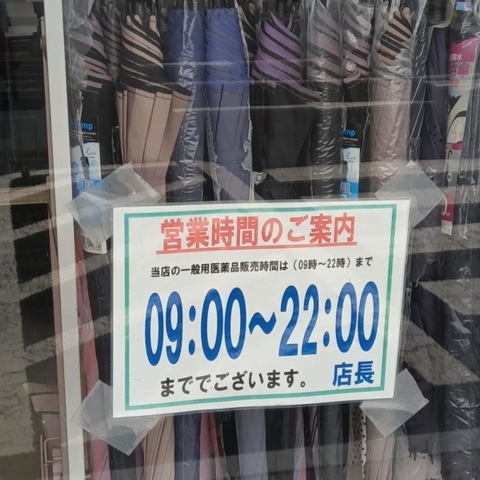 営業時間のご案内
当店の一般用医薬品販売時間は（09時〜22時）まで
09:00〜22:00
まででございます。 店長
mp